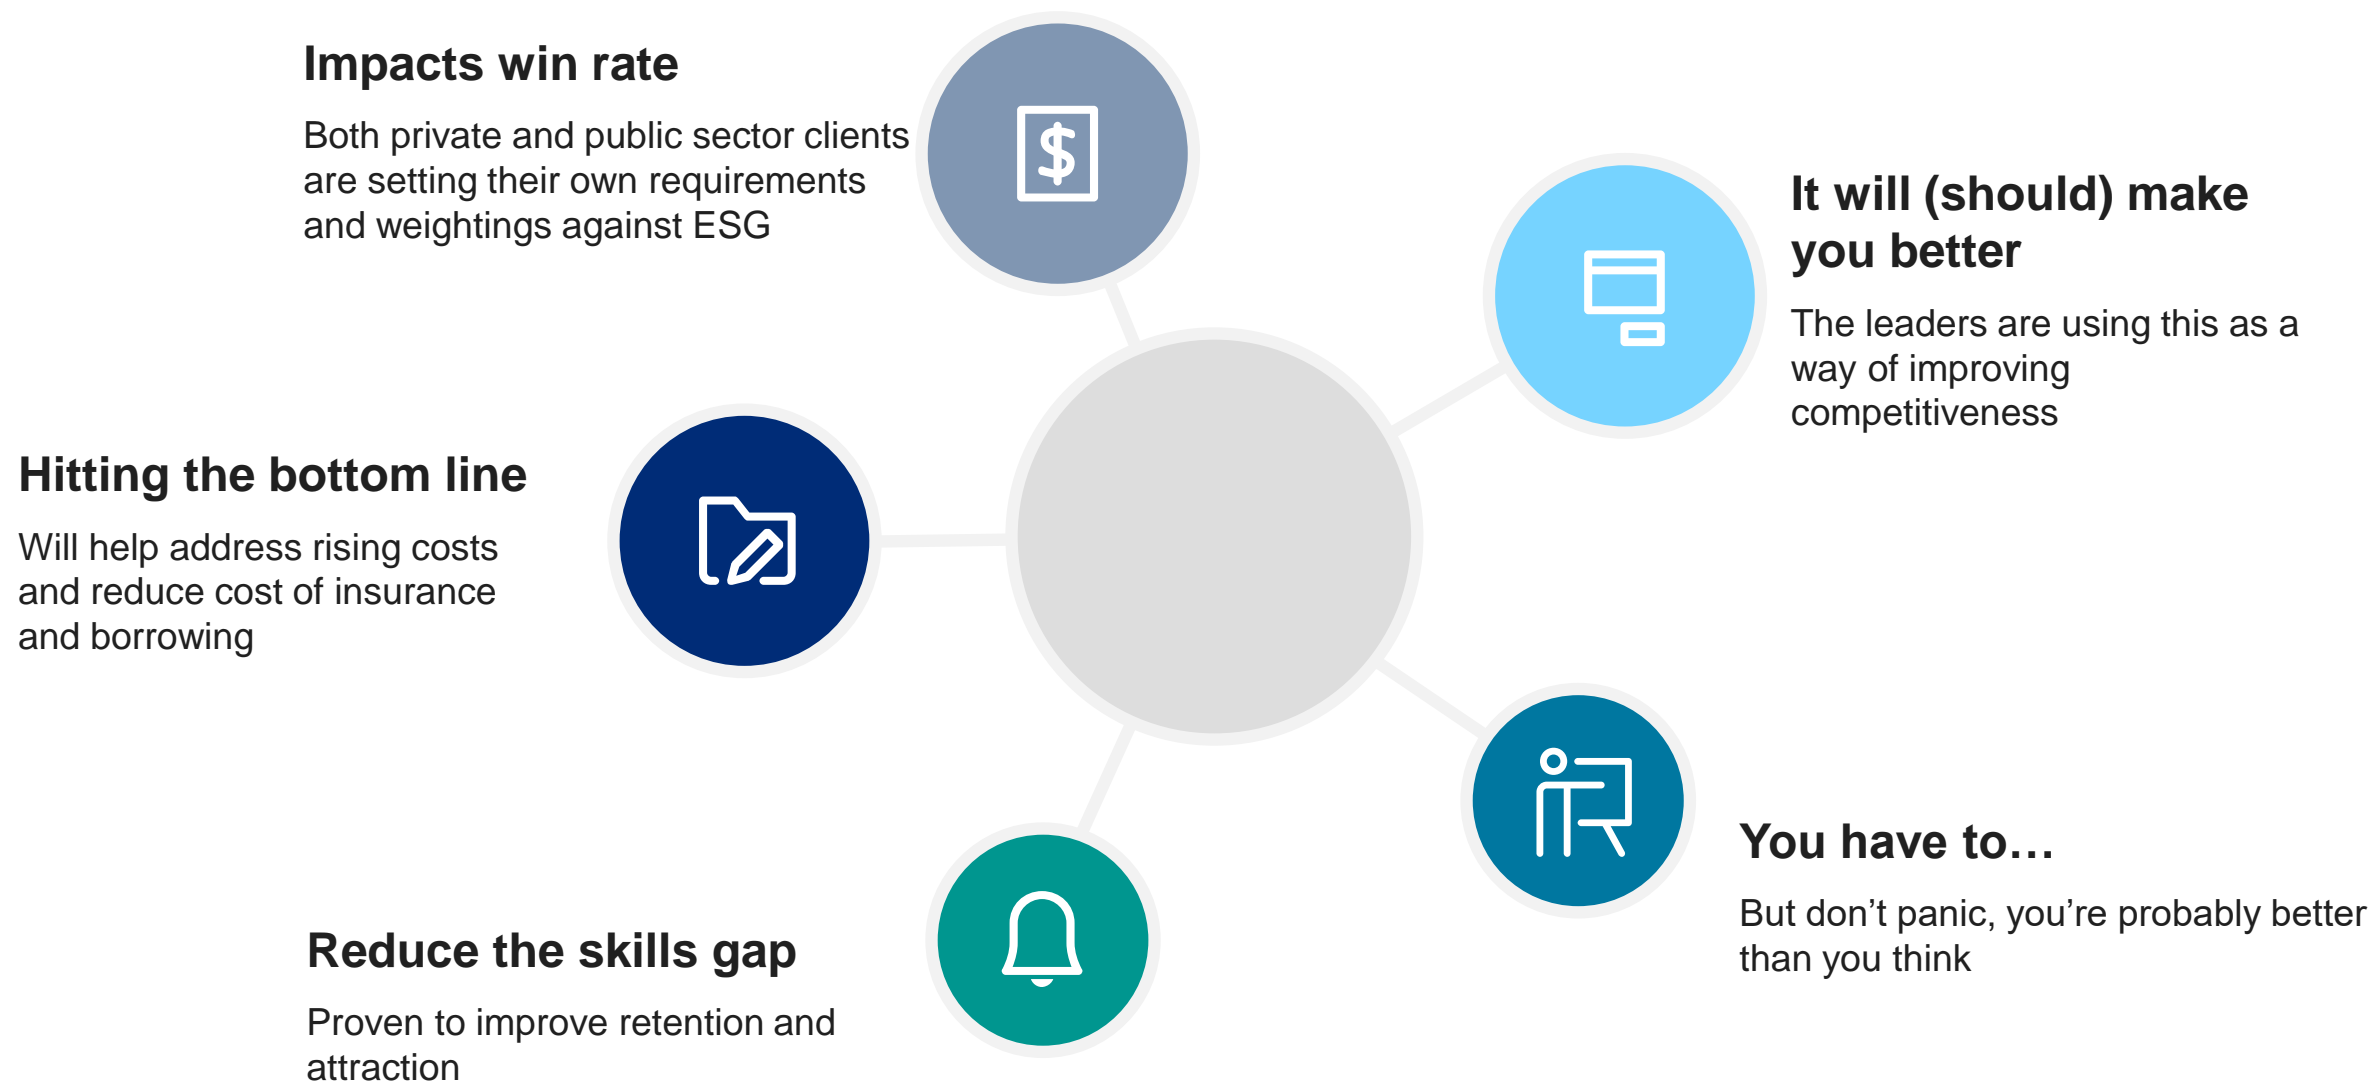 Impacts win rate
Both private and public sector clients
are setting their own requirements
and weightings against ESG
$
It will (should) make
you better
The leaders are using this as a
way of improving
competitiveness
Hitting the bottom line
Will help address rising costs
and reduce cost of insurance
and borrowing
You have to…
But don’t panic, you’re probably better
than you think
Reduce the skills gap
Proven to improve retention and
attraction